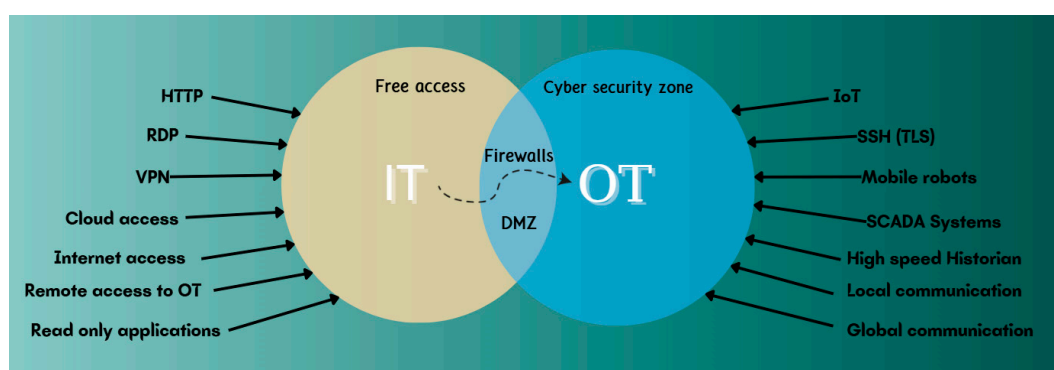 Free access
Cyber security zone
HTTP
RDP
VPN
Cloud access
Internet access
Remote access to OT
Read only applications
IT
Firewalls
DMZ
OT
IoT
SSH (TLS)
Mobile robots
SCADA Systems
High speed Historian
Local communication
Global communication